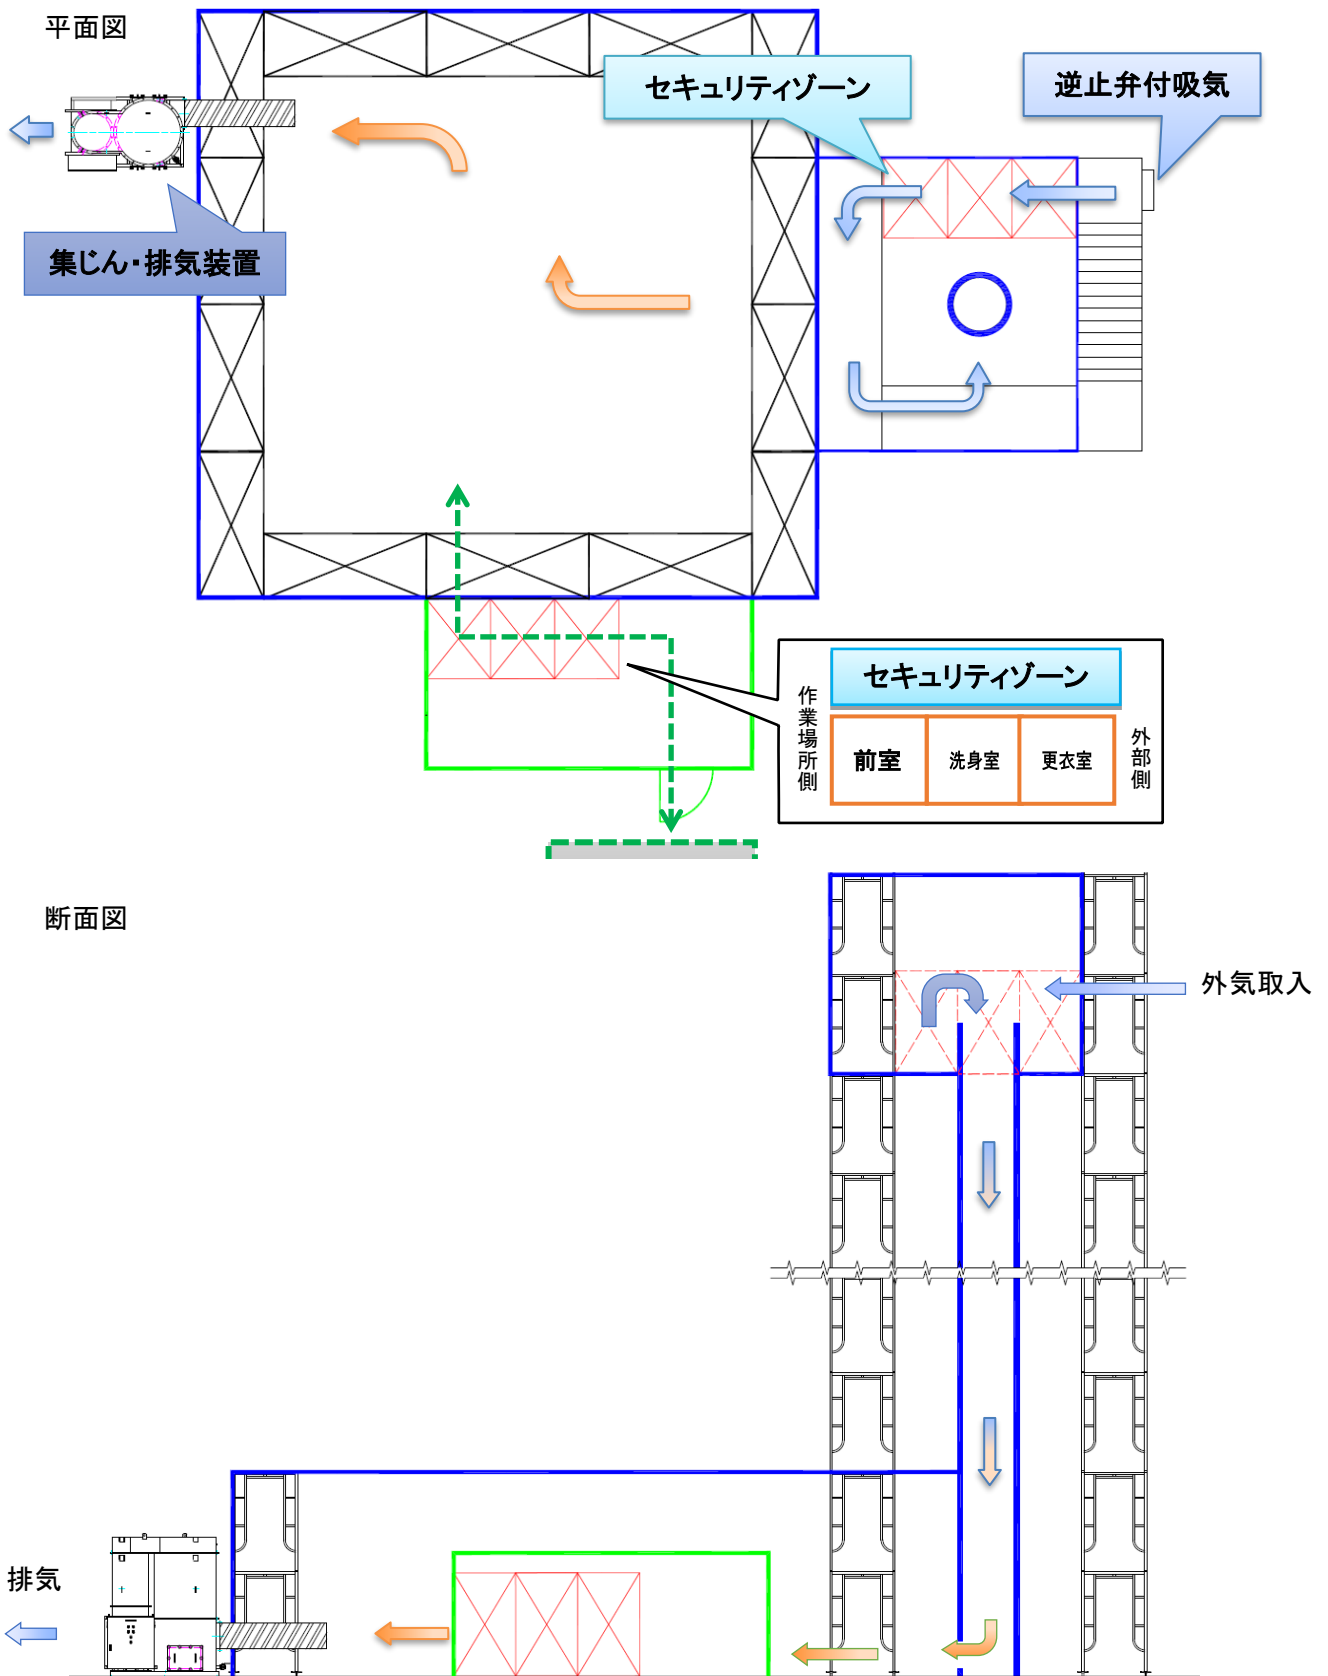 平面図
セキュリティゾーン
逆止弁付吸気
集じん・排気装置
セキュリティゾーン
作業場所側
前室
洗身室
更衣室
外部側
断面図
外気取入
排気